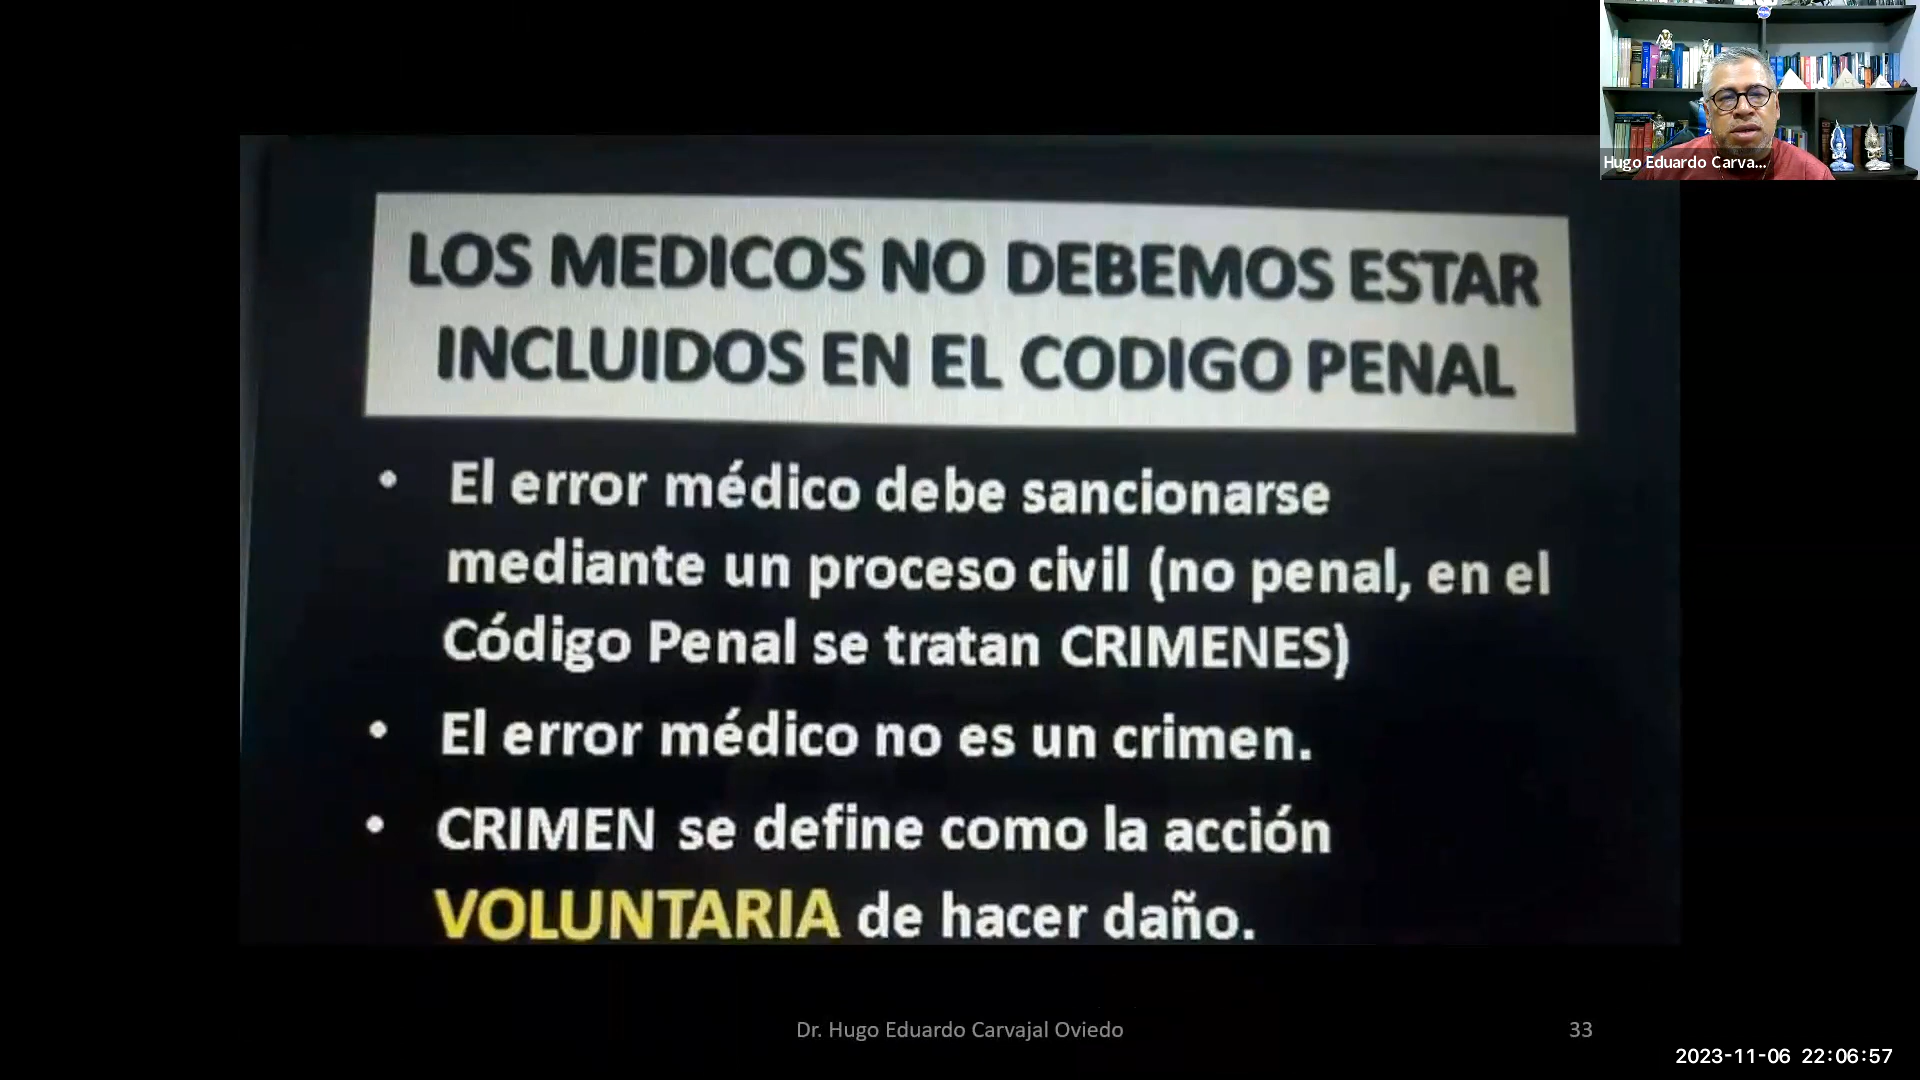 Hugo Eduardo Carva...
LOS MEDICOS NO DEBEMOS ESTAR
INCLUIDOS EN EL CODIGO PENAL
• El error médico debe sancionarse
mediante un proceso civil (no penal, en el
Código Penal se tratan CRIMENES)
• El error médico no es un crimen.
• CRIMEN se define como la acción
VOLUNTARIA de hacer daño.
Dr. Hugo Eduardo Carvajal Oviedo
33
2023-11-06 22:06:57